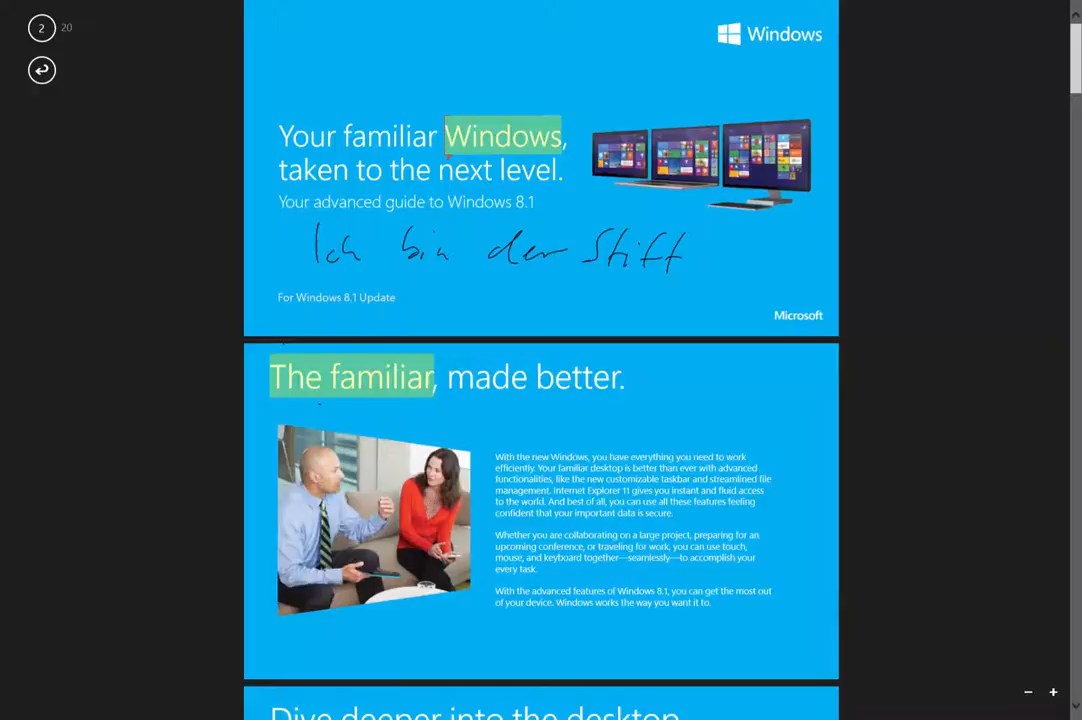 2 20
Windows
Your familiar Windows,
taken to the next level.
Your advanced guide to Windows 8.1
Ich bin der Stift
For Windows 8.1 Update
Microsoft
The familiar, made better.
With the new Windows, you have everything you need to work
efficiently. Your familiar desktop is better than ever with advanced
functionalities, like the new customizable taskbar and streamlined file
management. Internet Explorer 11 gives you instant and fluid access
to the world. And best of all, you can use all these features feeling
confident that your important data is secure.
Whether you are collaborating on a large project, preparing for an
upcoming conference, or traveling for work, you can use touch,
mouse, and keyboard together—seamlessly—to accomplish your
every task.
With the advanced features of Windows 8.1, you can get the most out
of your device. Windows works the way you want it to.
Dive deeper into the desktop